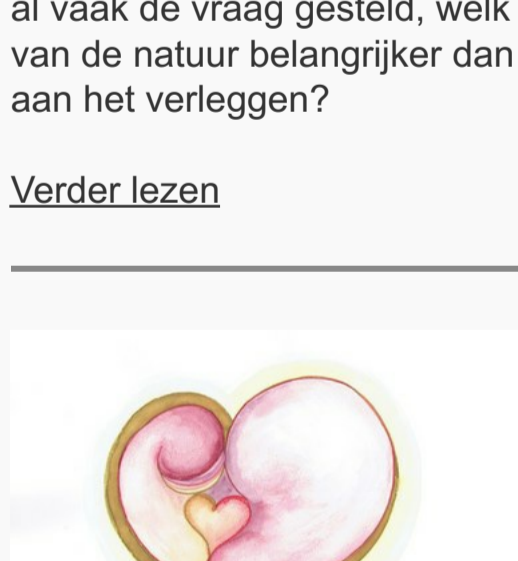 al vaak de vraag gesteld, welk
van de natuur belangrijker dan
aan het verleggen?
Verder lezen